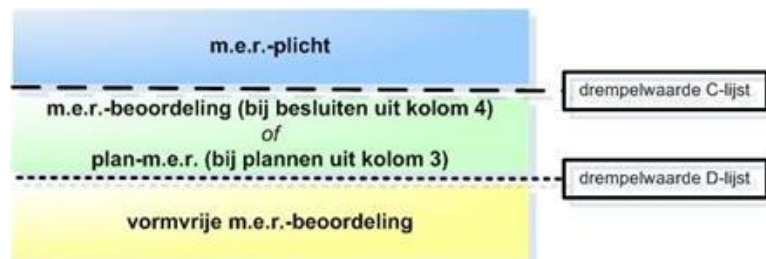 m.e.r.-plicht
drempelwaarde C-lijst
m.e.r.-beoordeling (bij besluiten uit kolom 4)
of
plan-m.e.r. (bij plannen uit kolom 3)
drempelwaarde D-lijst
vormvrije m.e.r.-beoordeling